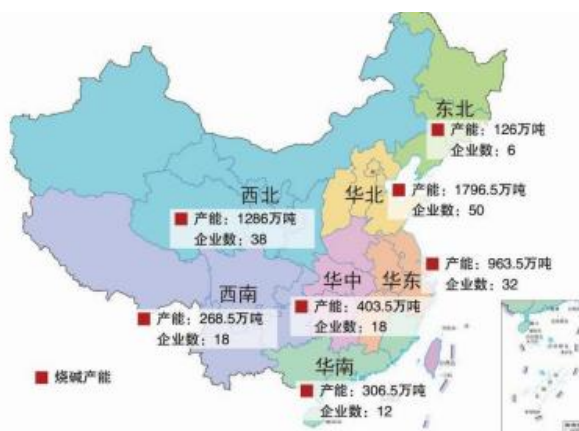 东北
产能：126万吨
企业数：6
西北
产能：1286万吨
企业数：38
华北
产能：1796.5万吨
企业数：50
华中
产能：403.5万吨
企业数：18
华东
产能：963.5万吨
企业数：32
西南
产能：268.5万吨
企业数：18
华南
产能：306.5万吨
企业数：12
烧碱产能